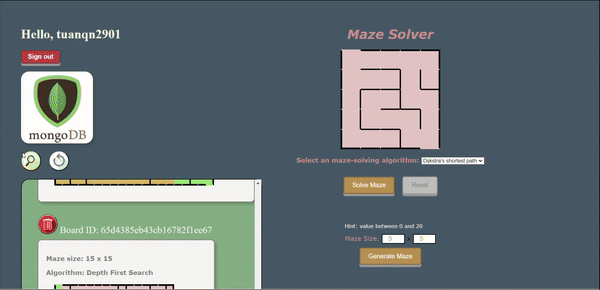 Hello, tuanqn2901
Sign out
mongoDB
Board ID: 65d4385eb43cb16782f1ee67
Maze size: 15 x 15
Algorithm: Depth First Search
Maze Solver
Select an maze-solving algorithm: Dijkstra's shortest path
Solve Maze Reset
Hint: value between 0 and 20
Maze Size: 5 x 5
Generate Maze